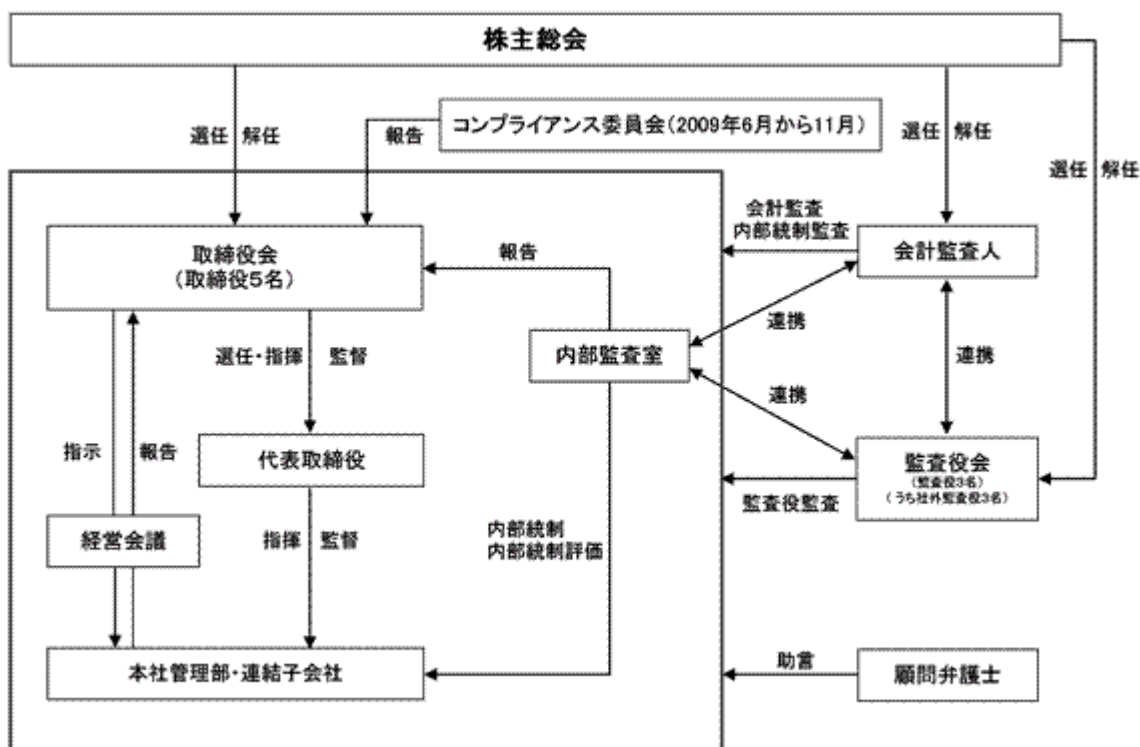 株主総会
コンプライアンス委員会(2009年6月から11月)
選任 解任
報告
選任 解任
選任 解任
会計監査
内部統制監査
取締役会
(取締役5名)
報告
会計監査人
連携
内部監査室
選任・指揮 監督
連携
連携
指示 報告
代表取締役
監査役会
(監査役3名)
(うち社外監査役3名)
監査役監査
経営会議
指揮 監督
内部統制
内部統制評価
本社管理部・連結子会社
助言
顧問弁護士